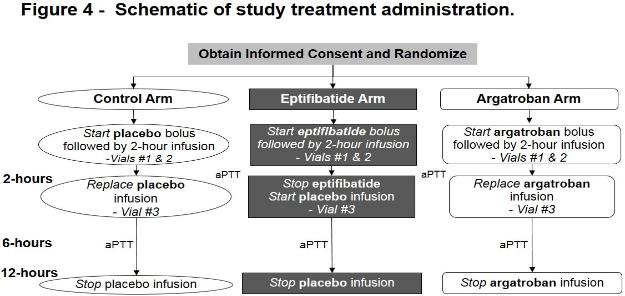 Figure 4 - Schematic of study treatment administration.
Obtain Informed Consent and Randomize
Control Arm
Eptifibatide Arm
Argatroban Arm
Start placebo bolus
followed by 2-hour infusion
-Vials #1 & 2
Start eptifibatide bolus
followed by 2-hour infusion
- Vials #1 & 2
Start argatroban bolus
followed by 2-hour infusion
-Vials #1 & 2
2-hours
Replace placebo
infusion
- Vial #3
aPTT
Stop eptifibatide
Start placebo infusion
- Vial #3
aPTT
Replace argatroban
infusion
- Vial #3
6-hours
aPTT
aPTT
aPTT
12-hours
Stop placebo infusion
Stop placebo infusion
Stop argatroban infusion